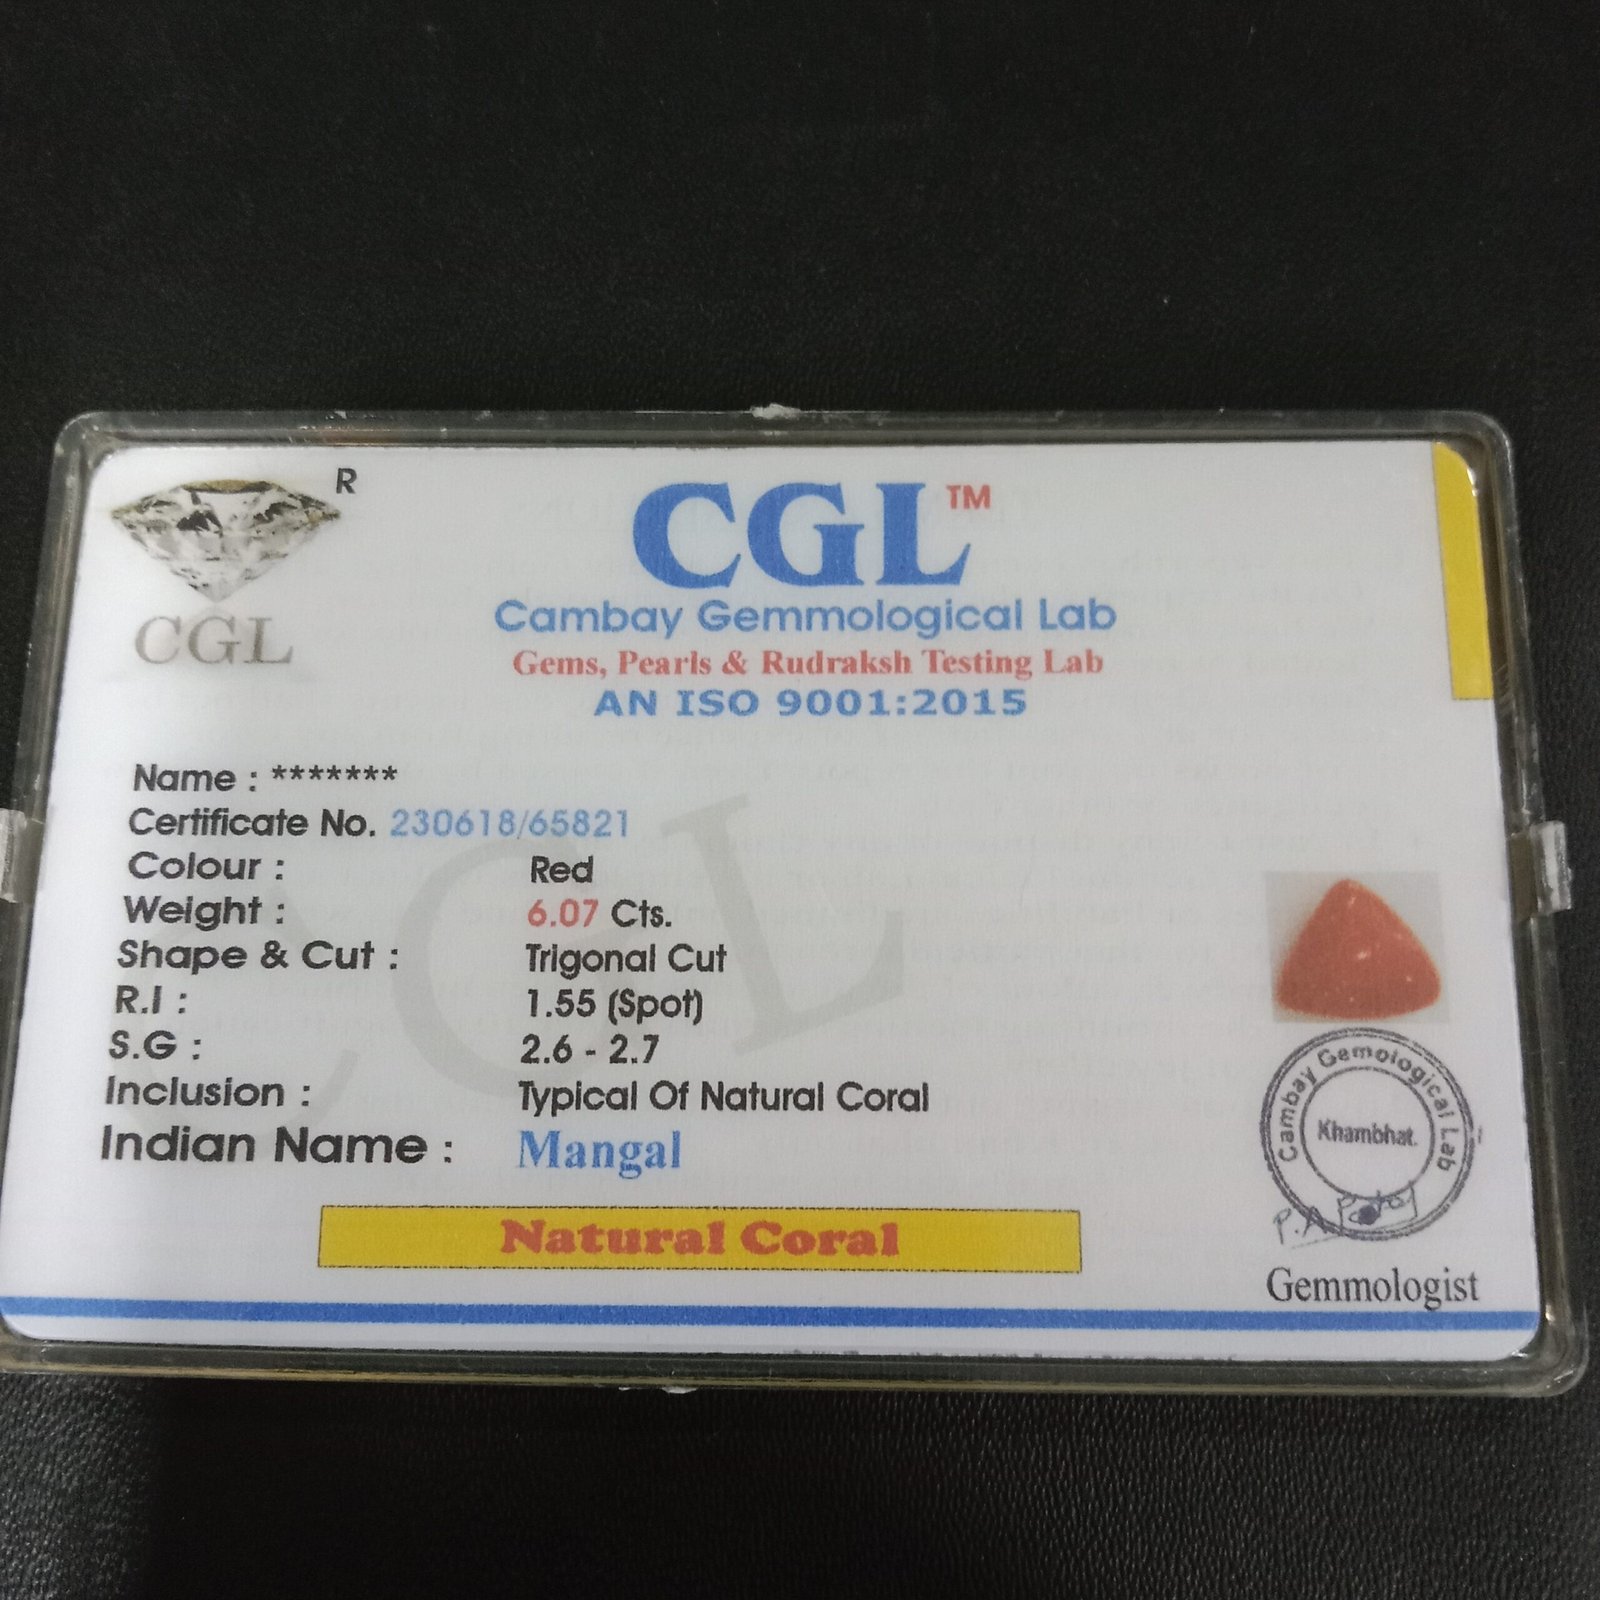 R
CGL
CGL™
Cambay Gemmological Lab
Gems, Pearls & Rudraksh Testing Lab
AN ISO 9001:2015
Name : *******
Certificate No. 230618/65821
Colour : Red
Weight : 6.07 Cts.
Shape & Cut : Trigonal Cut
R.I : 1.55 (Spot)
S.G : 2.6 - 2.7
Inclusion : Typical Of Natural Coral
Indian Name : Mangal
Natural Coral
CGL
Cambay Gemological Lab
Khambhat.
Gemmologist